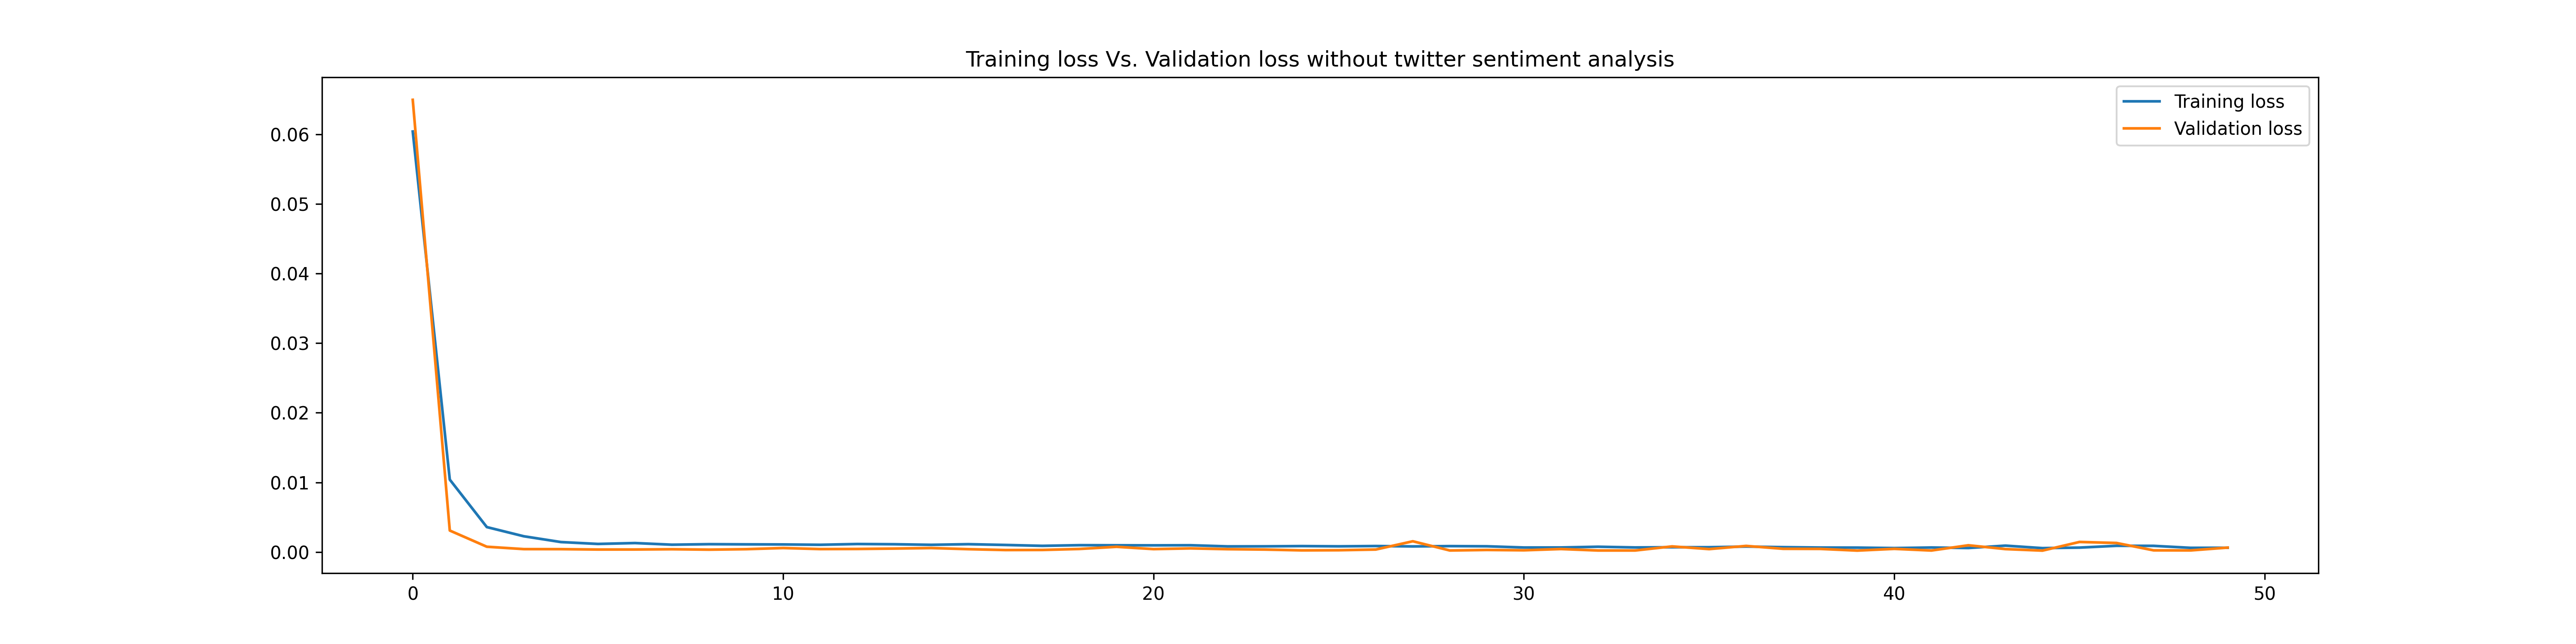 Training loss Vs. Validation loss without twitter sentiment analysis
Training loss
Validation loss
0.06
0.05
0.04
0.03
0.02
0.01
0.00
0 10 20 30 40 50